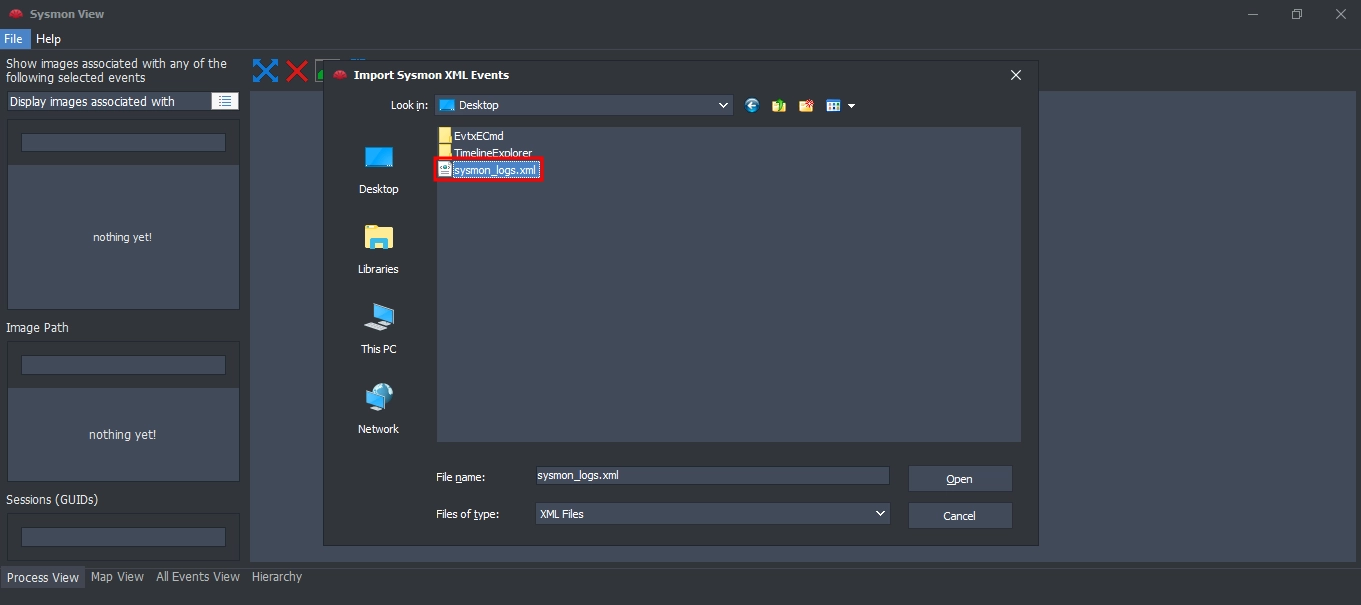 Sysmon View
File Help
Show images associated with any of the
following selected events
Display images associated with
nothing yet!
Image Path
nothing yet!
Sessions (GUIDs)
Import Sysmon XML Events
Look in: Desktop
EvtxECmd
TimelineExplorer
sysmon_logs.xml
Desktop
Libraries
This PC
Network
File name: sysmon_logs.xml Open
Files of type: XML Files Cancel
Process View Map View All Events View Hierarchy